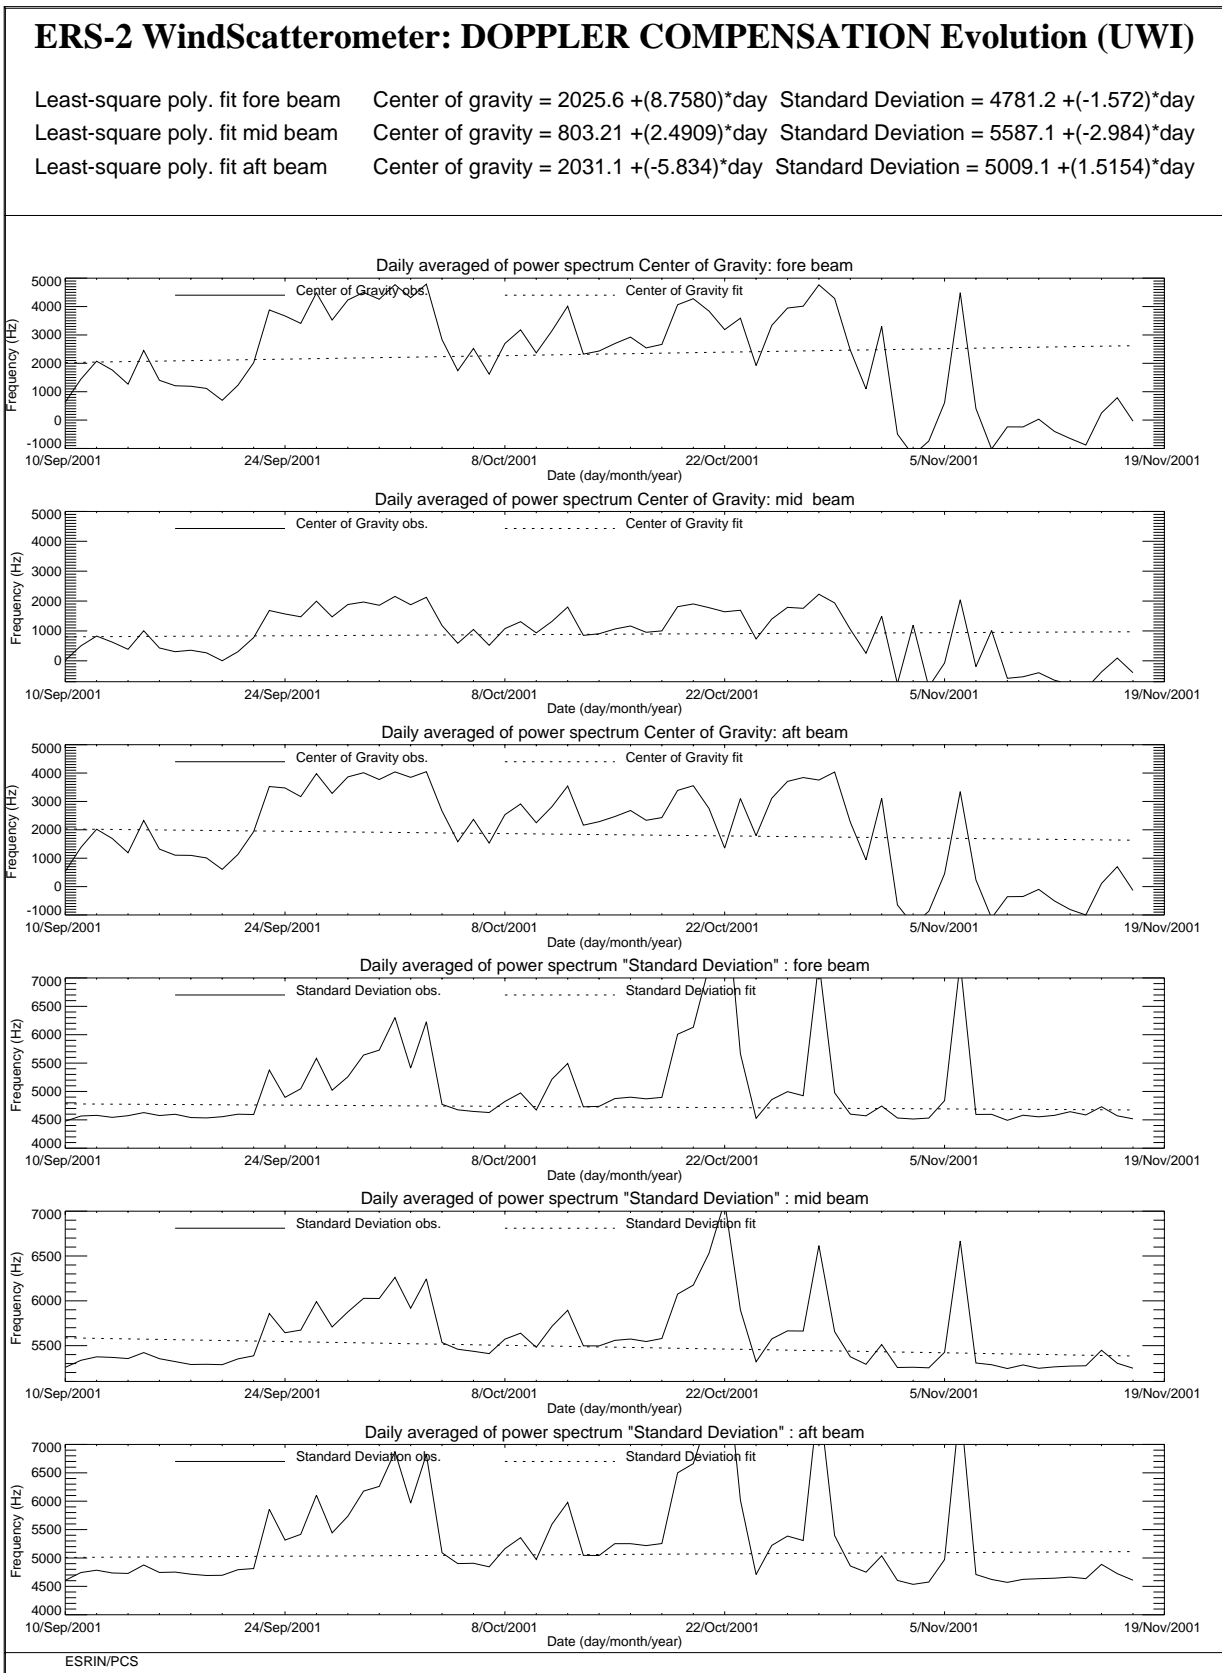 ERS-2 WindScatterometer: DOPPLER COMPENSATION Evolution (UWI)
Least-square poly. fit fore beam Center of gravity = 2025.6 +(8.7580)*day Standard Deviation = 4781.2 +(-1.572)*day
Least-square poly. fit mid beam Center of gravity = 803.21 +(2.4909)*day Standard Deviation = 5587.1 +(-2.984)*day
Least-square poly. fit aft beam Center of gravity = 2031.1 +(-5.834)*day Standard Deviation = 5009.1 +(1.5154)*day
Daily averaged of power spectrum Center of Gravity: fore beam
Center of Gravity obs. Center of Gravity fit
Frequency (Hz)
5000
4000
3000
2000
1000
0
-1000
10/Sep/2001 24/Sep/2001 8/Oct/2001 22/Oct/2001 5/Nov/2001 19/Nov/2001
Date (day/month/year)
Daily averaged of power spectrum Center of Gravity: mid beam
Center of Gravity obs. Center of Gravity fit
Frequency (Hz)
5000
4000
3000
2000
1000
0
10/Sep/2001 24/Sep/2001 8/Oct/2001 22/Oct/2001 5/Nov/2001 19/Nov/2001
Date (day/month/year)
Daily averaged of power spectrum Center of Gravity: aft beam
Center of Gravity obs. Center of Gravity fit
Frequency (Hz)
5000
4000
3000
2000
1000
0
-1000
10/Sep/2001 24/Sep/2001 8/Oct/2001 22/Oct/2001 5/Nov/2001 19/Nov/2001
Date (day/month/year)
Daily averaged of power spectrum "Standard Deviation" : fore beam
Standard Deviation obs. Standard Deviation fit
Frequency (Hz)
7000
6500
6000
5500
5000
4500
4000
10/Sep/2001 24/Sep/2001 8/Oct/2001 22/Oct/2001 5/Nov/2001 19/Nov/2001
Date (day/month/year)
Daily averaged of power spectrum "Standard Deviation" : mid beam
Standard Deviation obs. Standard Deviation fit
Frequency (Hz)
7000
6500
6000
5500
10/Sep/2001 24/Sep/2001 8/Oct/2001 22/Oct/2001 5/Nov/2001 19/Nov/2001
Date (day/month/year)
Daily averaged of power spectrum "Standard Deviation" : aft beam
Standard Deviation obs. Standard Deviation fit
Frequency (Hz)
7000
6500
6000
5500
5000
4500
4000
10/Sep/2001 24/Sep/2001 8/Oct/2001 22/Oct/2001 5/Nov/2001 19/Nov/2001
Date (day/month/year)
ESRIN/PCS